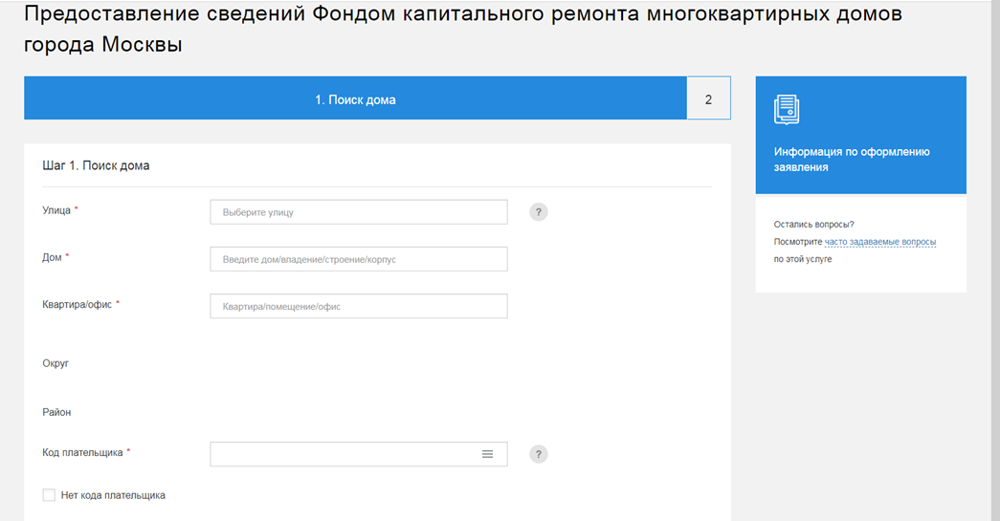 Предоставление сведений Фондом капитального ремонта многоквартирных домов
города Москвы
1. Поиск дома
2
Шаг 1. Поиск дома
Улица *
Выберите улицу
?
Дом *
Введите дом/владение/строение/корпус
Квартира/офис *
Квартира/помещение/офис
Округ
Район
Код плательщика *
?
Нет кода плательщика
Информация по оформлению
заявления
Остались вопросы?
Посмотрите часто задаваемые вопросы
по этой услуге